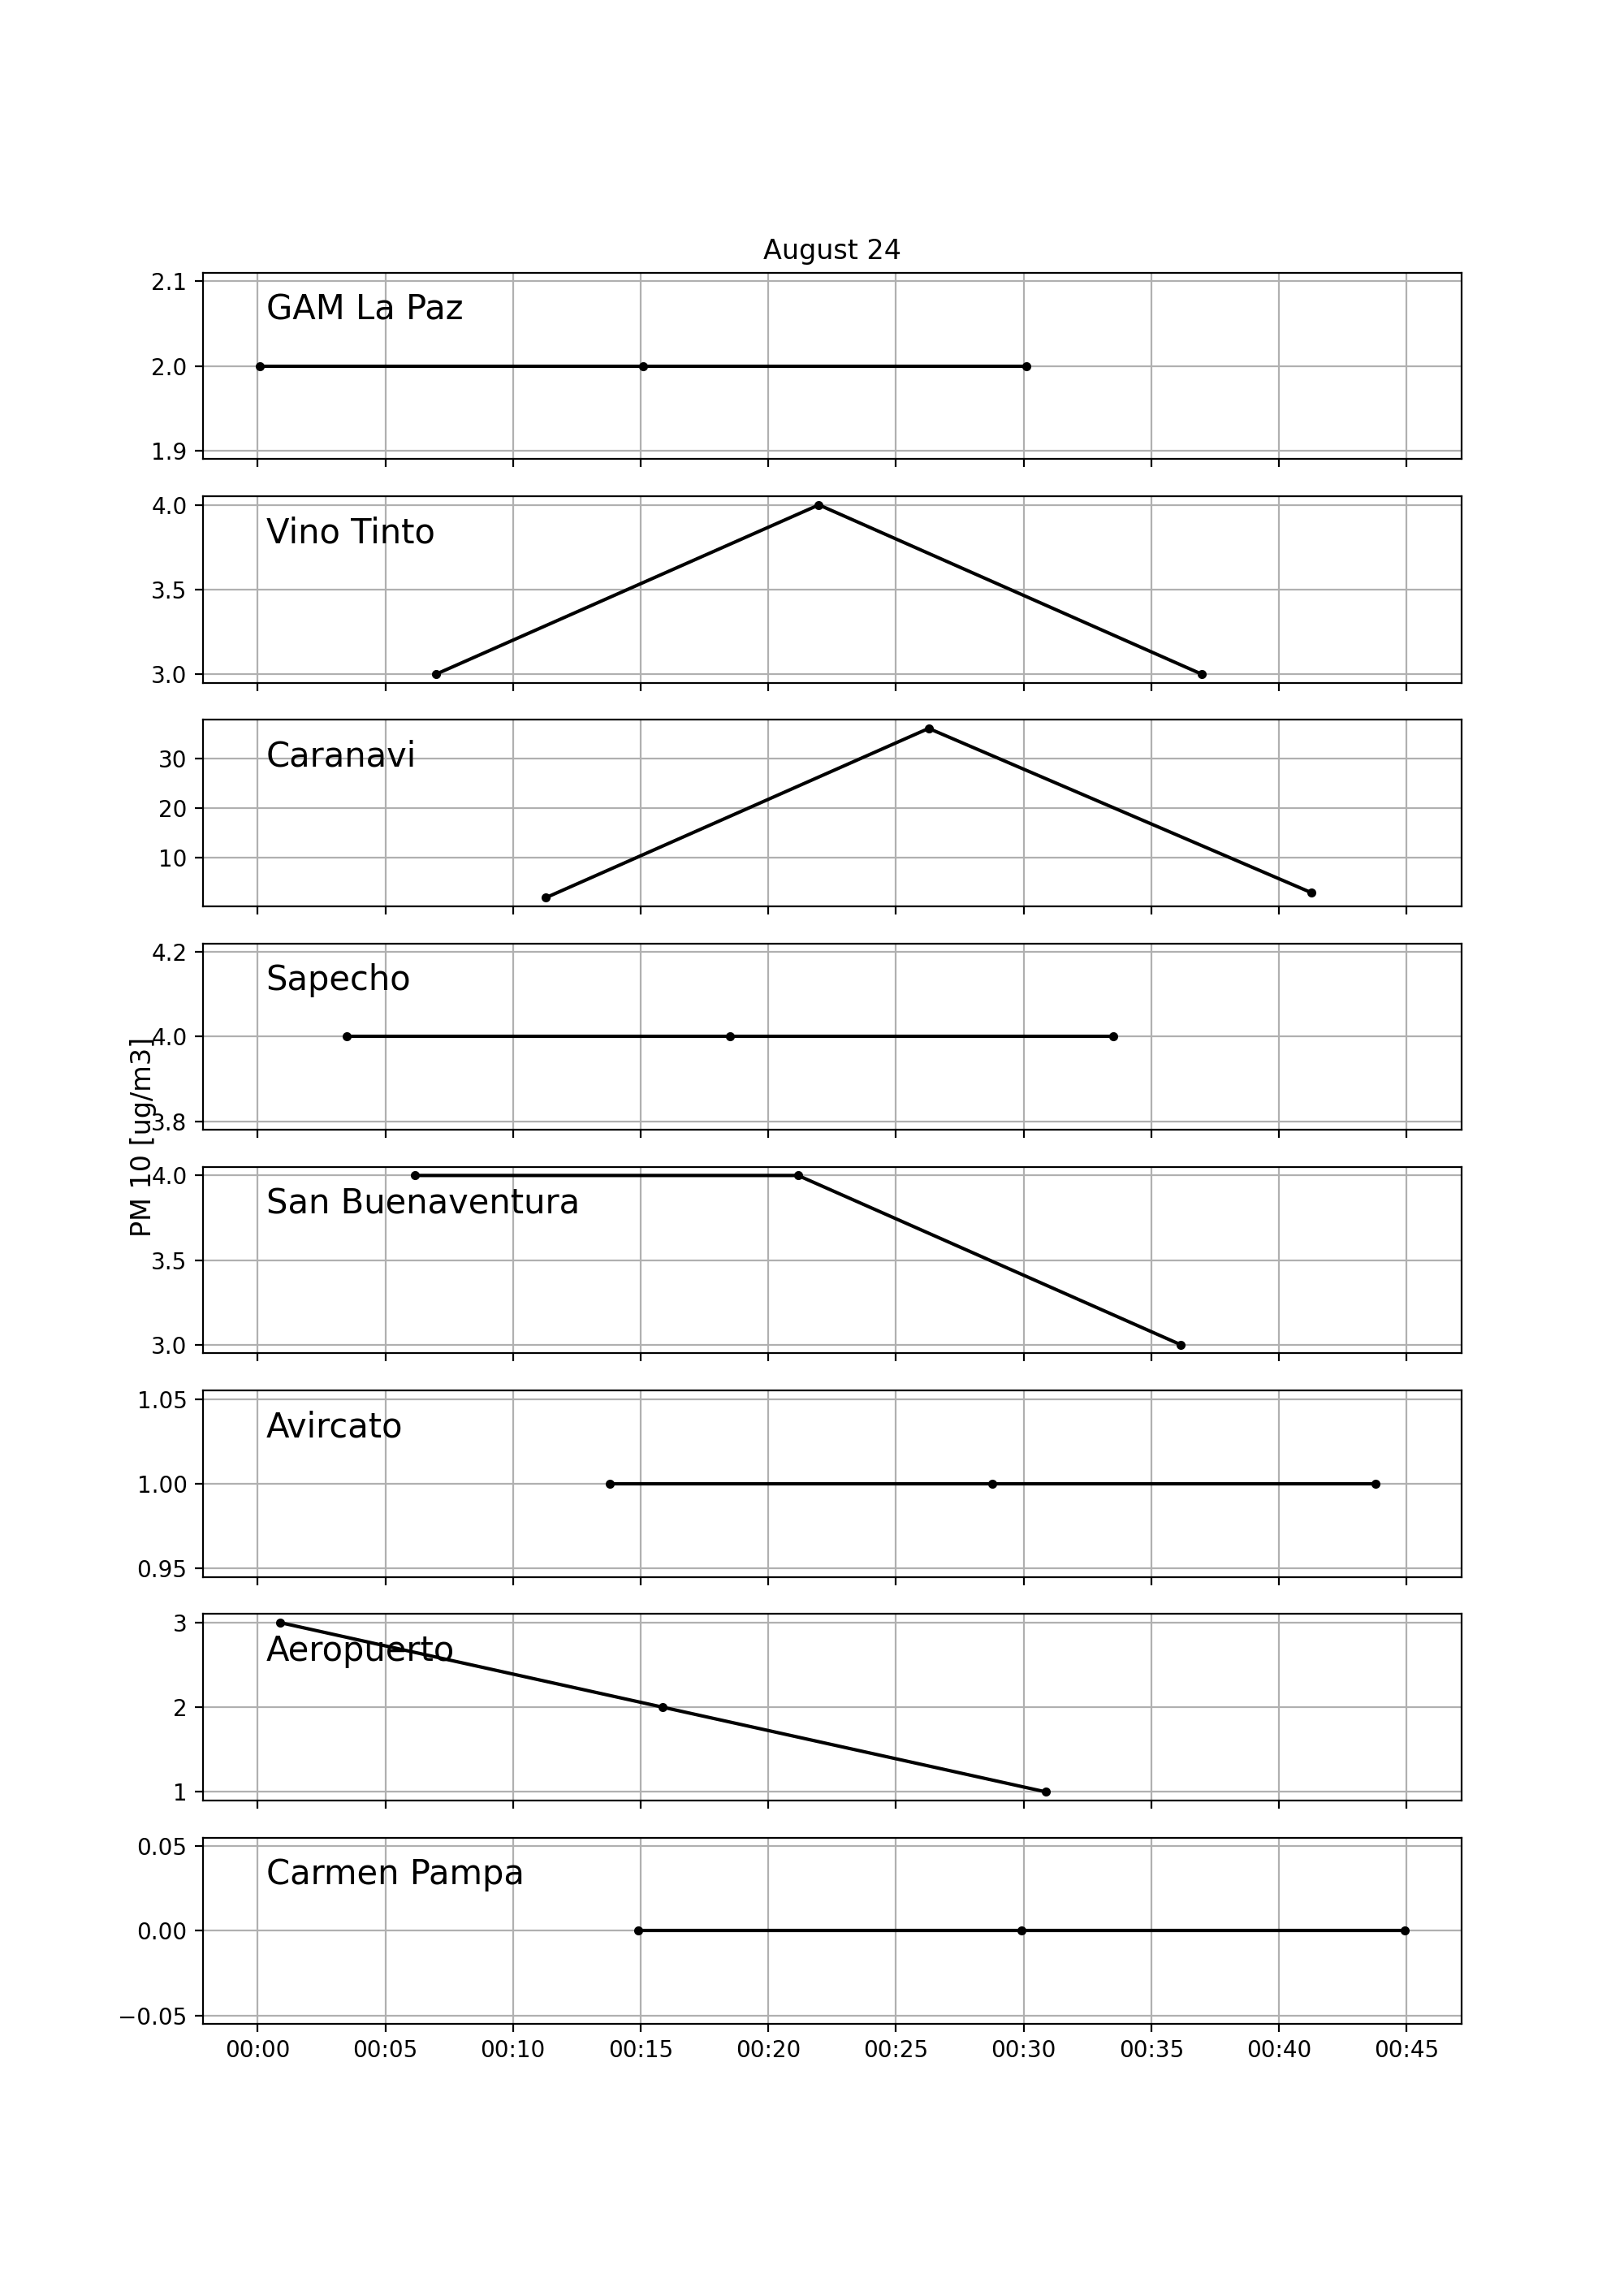 August 24
2.1
GAM La Paz
2.0
1.9
4.0
Vino Tinto
3.5
3.0
Caranavi
30
20
10
4.2
Sapecho
4.0
3.8
PM 10 [ug/m3]
4.0
San Buenaventura
3.5
3.0
1.05
Avircato
1.00
0.95
3
Aeropuerto
2
1
0.05
Carmen Pampa
0.00
−0.05
00:00 00:05 00:10 00:15 00:20 00:25 00:30 00:35 00:40 00:45